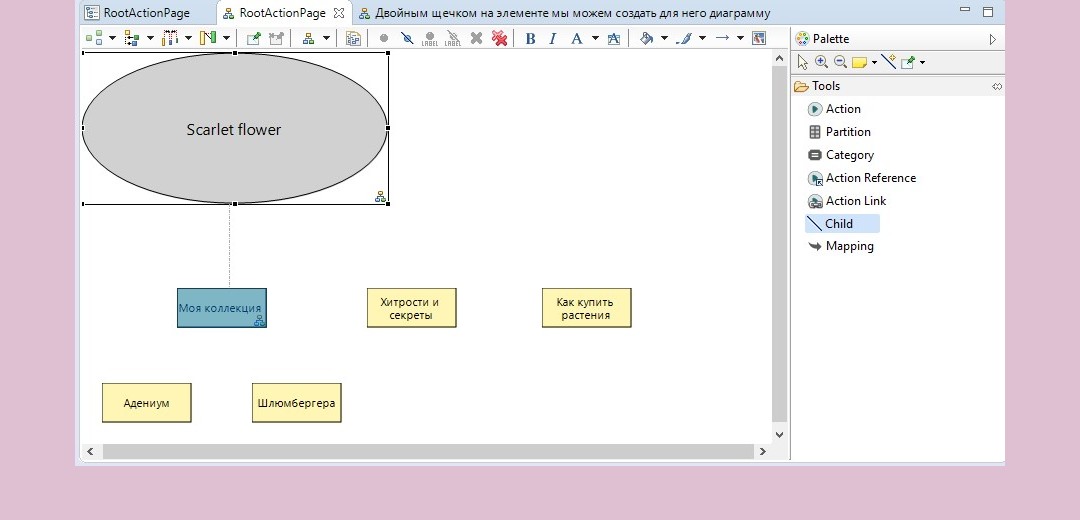 RootActionPage
RootActionPage
Двойным щечком на элементе мы можем создать для него диаграмму
LABEL
LABEL
B I A A
Palette
Tools
Action
Partition
Category
Action Reference
Action Link
Child
Mapping
Scarlet flower
Моя коллекция
Хитрости и
секреты
Как купить
растения
Адениум
Шлюмбергера